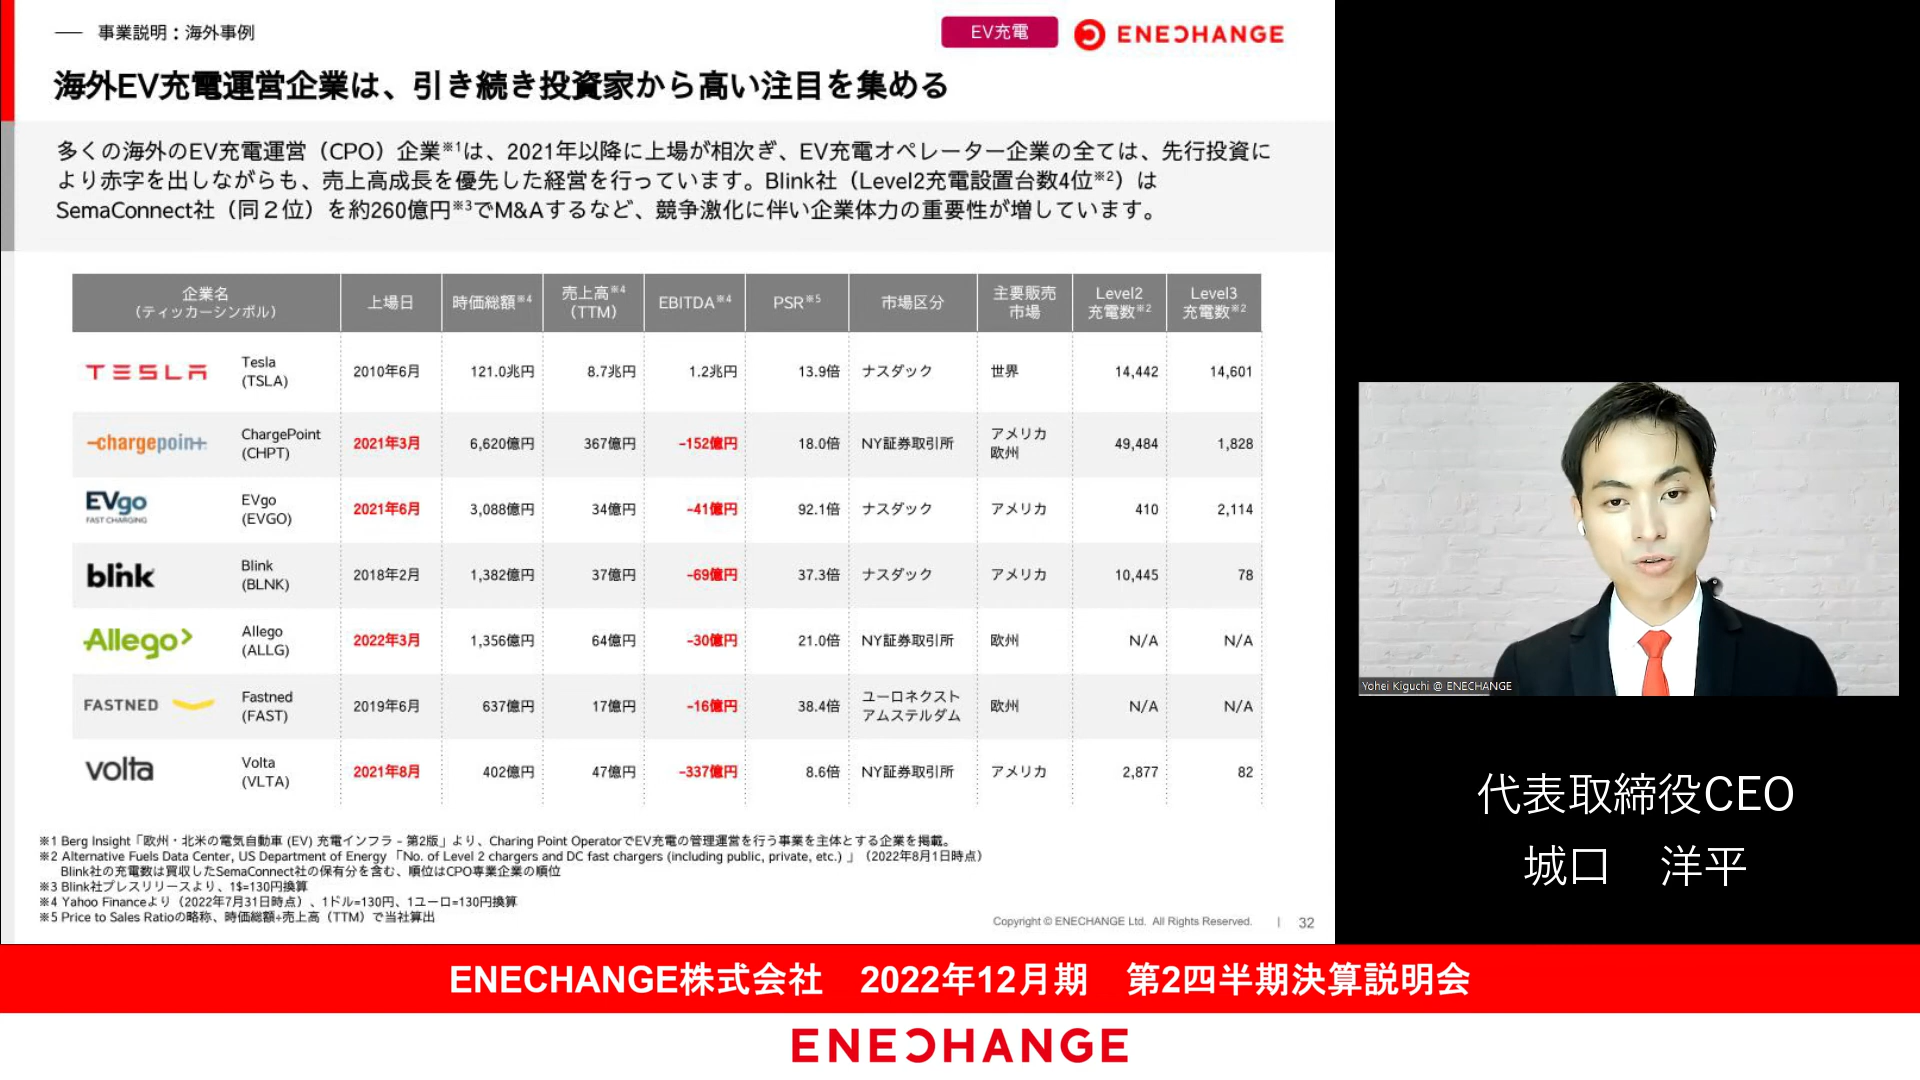 事業説明：海外事例
EV充電
ENECHANGE
海外EV充電運営企業は、引き続き投資家から高い注目を集める
多くの海外のEV充電運営（CPO）企業※1は、2021年以降に上場が相次ぎ、EV充電オペレーター企業の全ては、先行投資に
より赤字を出しながらも、売上高成長を優先した経営を行っています。Blink社（Level2充電設置台数4位※2）は
SemaConnect社（同２位）を約260億円※3でM&Aするなど、競争激化に伴い企業体力の重要性が増しています。
企業名（ティッカーシンボル） 上場日 時価総額※4 売上高※4（TTM） EBITDA※4 PSR※5 市場区分 主要販売市場 Level2充電数※2 Level3充電数※2
TESLA Tesla (TSLA) 2010年6月 121.0兆円 8.7兆円 1.2兆円 13.9倍 ナスダック 世界 14,442 14,601
-chargepoin+ ChargePoint (CHPT) 2021年3月 6,620億円 367億円 -152億円 18.0倍 NY証券取引所 アメリカ 欧州 49,484 1,828
EVgo FAST CHARGING EVgo (EVGO) 2021年6月 3,088億円 34億円 -41億円 92.1倍 ナスダック アメリカ 410 2,114
blink Blink (BLNK) 2018年2月 1,382億円 37億円 -69億円 37.3倍 ナスダック アメリカ 10,445 78
Allego> Allego (ALLG) 2022年3月 1,356億円 64億円 -30億円 21.0倍 NY証券取引所 欧州 N/A N/A
FASTNED Fastned (FAST) 2019年6月 637億円 17億円 -16億円 38.4倍 ユーロネクスト アムステルダム 欧州 N/A N/A
volta Volta (VLTA) 2021年8月 402億円 47億円 -337億円 8.6倍 NY証券取引所 アメリカ 2,877 82
※1 Berg Insight「欧州・北米の電気自動車 (EV) 充電インフラ – 第2版」より、Charing Point OperatorでEV充電の管理運営を行う事業を主体とする企業を掲載。
※2 Alternative Fuels Data Center, US Department of Energy 「No. of Level 2 chargers and DC fast chargers (including public, private, etc.) 」（2022年8月1日時点）
Blink社の充電数は買収したSemaConnect社の保有分を含む、順位はCPO専業企業の順位
※3 Blink社プレスリリースより、1$=130円換算
※4 Yahoo Financeより（2022年7月31日時点）、1ドル=130円、1ユーロ=130円換算
※5 Price to Sales Ratioの略称、時価総額÷売上高（TTM）で当社算出
Copyright © ENECHANGE Ltd. All Rights Reserved. | 32
Yohei Kiguchi @ ENECHANGE
代表取締役CEO
城口　洋平
ENECHANGE株式会社　2022年12月期　第2四半期決算説明会
ENECHANGE